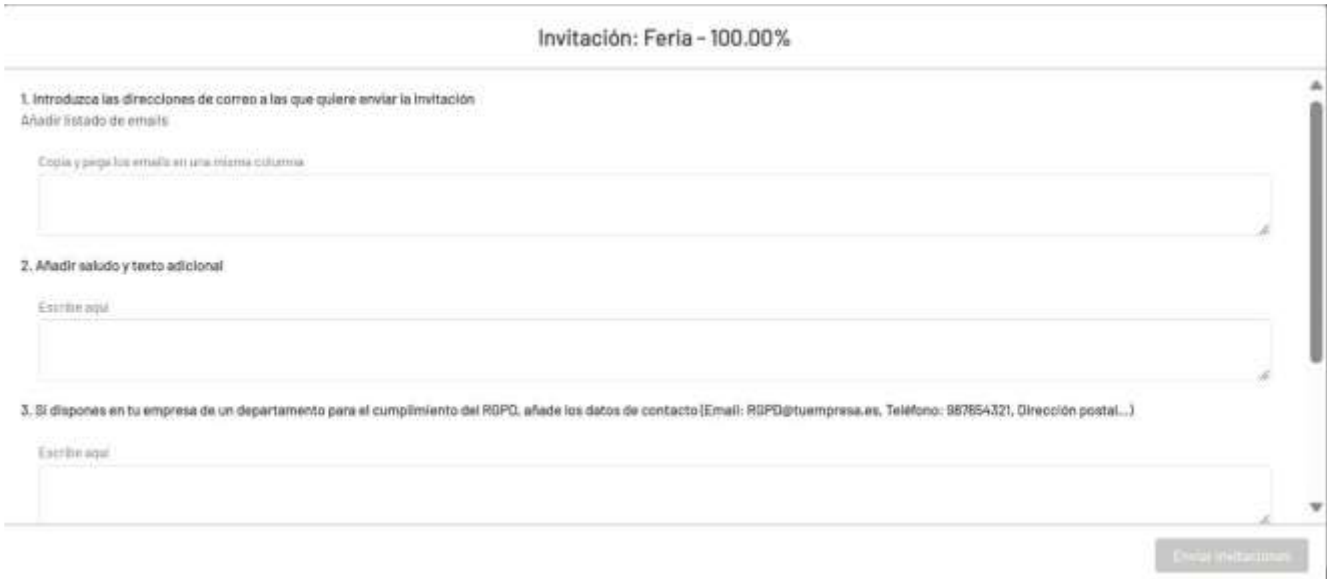 Invitación: Feria - 100.00%
1. Introduzca las direcciones de correo a las que quiere enviar la invitación
Añadir listado de emails
Copia y pega los emails en una misma columna
2. Añadir saludo y texto adicional
Escribe aquí
3. Si dispones en tu empresa de un departamento para el cumplimiento del RGPD, añade los datos de contacto (Email: RGPD@tuempresa.es, Teléfono: 987654321, Dirección postal...)
Escribe aquí
Enviar invitaciones